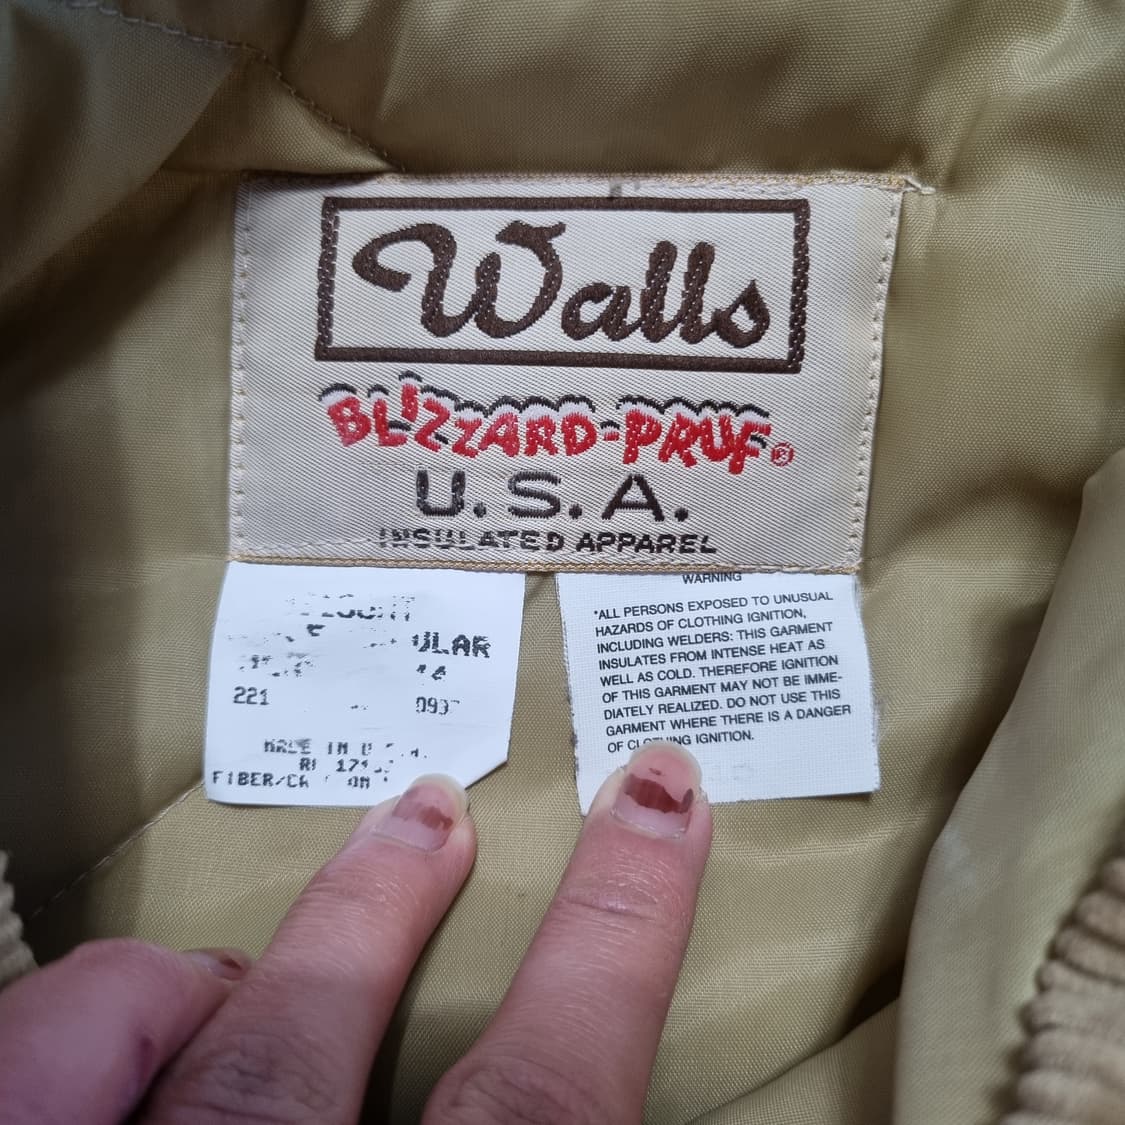 Walls
BLIZZARD-PRUF®
U.S.A.
INSULATED APPAREL
221
MADE IN U.S.A.
WARNING
*ALL PERSONS EXPOSED TO UNUSUAL
HAZARDS OF CLOTHING IGNITION,
INCLUDING WELDERS: THIS GARMENT
INSULATES FROM INTENSE HEAT AS
WELL AS COLD. THEREFORE IGNITION
OF THIS GARMENT MAY NOT BE IMME-
DIATELY REALIZED. DO NOT USE THIS
GARMENT WHERE THERE IS A DANGER
OF CLOTHING IGNITION.